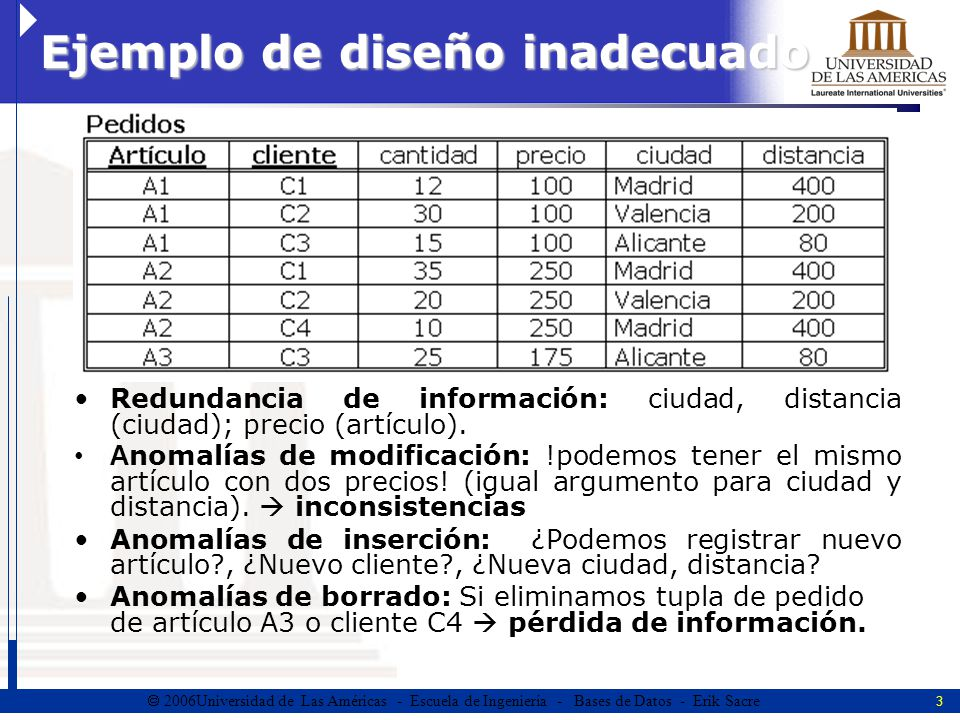 Ejemplo de diseño inadecuado
UNIVERSIDAD
DE LAS AMERICAS
Laureate International Universities®
Pedidos
Artículo cliente cantidad precio ciudad distancia
A1 C1 12 100 Madrid 400
A1 C2 30 100 Valencia 200
A1 C3 15 100 Alicante 80
A2 C1 35 250 Madrid 400
A2 C2 20 250 Valencia 200
A2 C4 10 250 Madrid 400
A3 C3 25 175 Alicante 80
• Redundancia de información: ciudad, distancia
(ciudad); precio (artículo).
• Anomalías de modificación: !podemos tener el mismo
artículo con dos precios! (igual argumento para ciudad y
distancia). → inconsistencias
• Anomalías de inserción: ¿Podemos registrar nuevo
artículo?, ¿Nuevo cliente?, ¿Nueva ciudad, distancia?
• Anomalías de borrado: Si eliminamos tupla de pedido
de artículo A3 o cliente C4 → pérdida de información.
© 2006Universidad de Las Américas - Escuela de Ingeniería - Bases de Datos - Erik Sacre
3